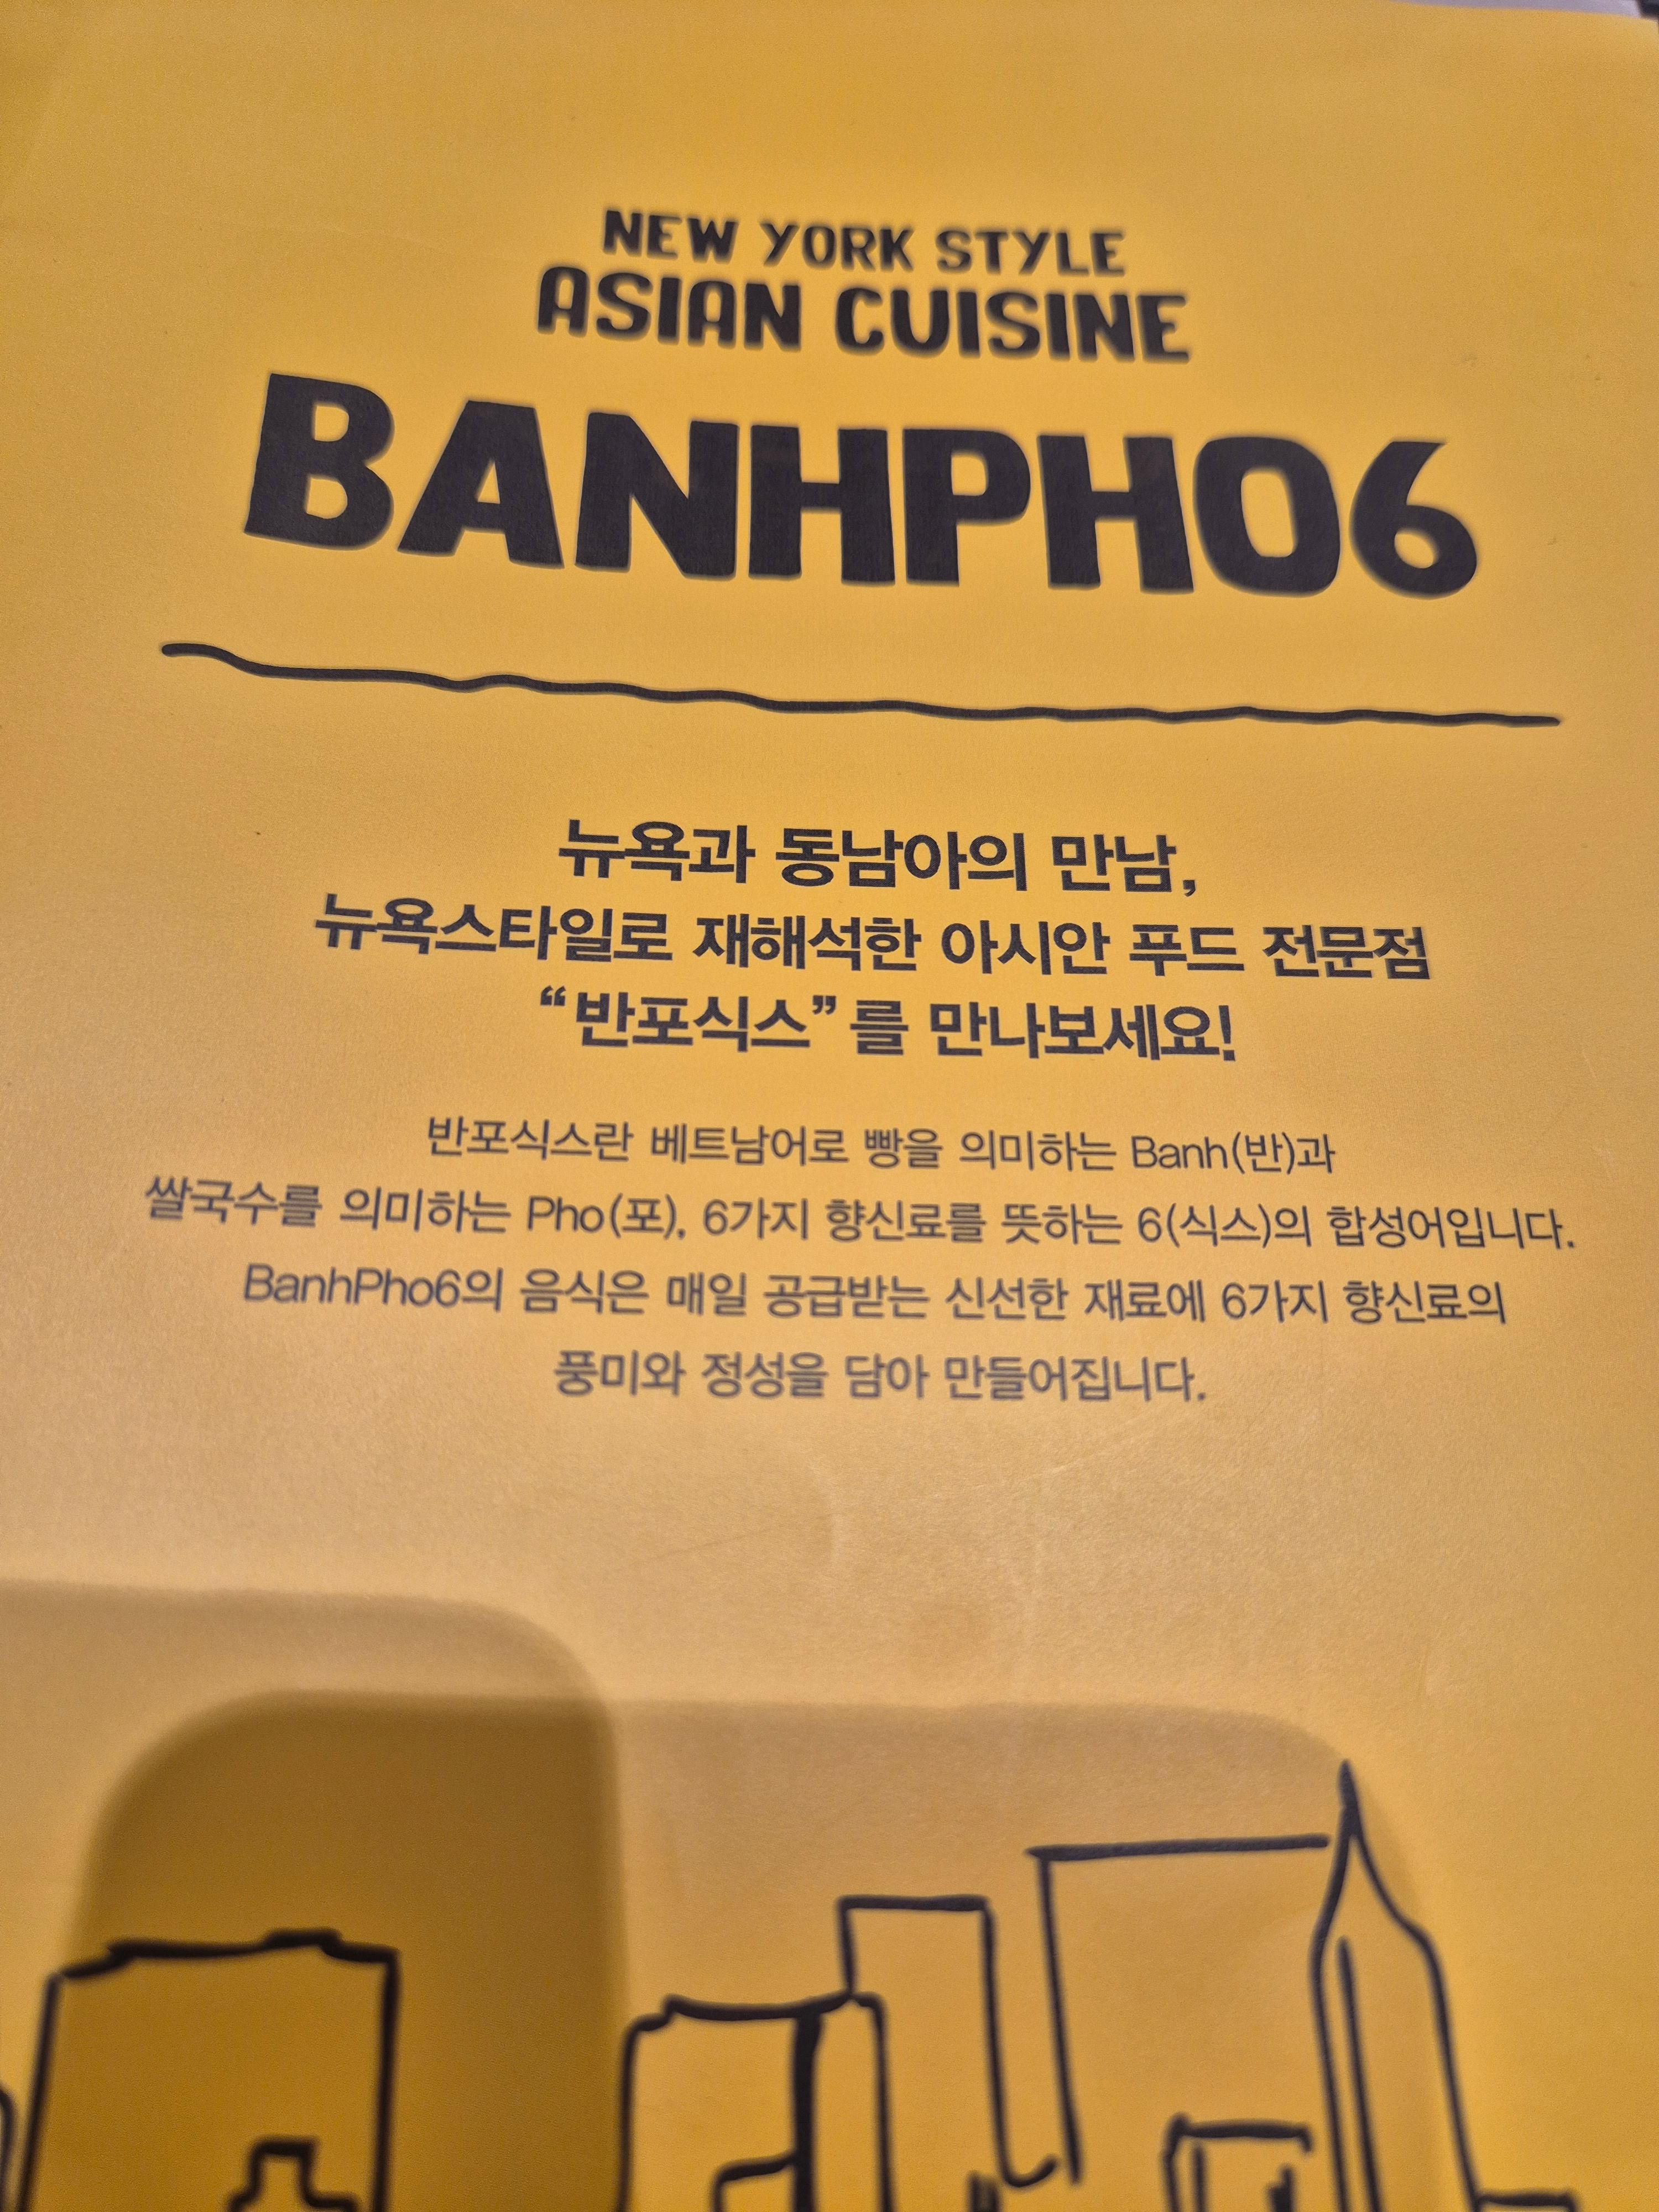 NEW YORK STYLE
ASIAN CUISINE
BANHPHO6
뉴욕과 동남아의 만남,
뉴욕스타일로 재해석한 아시안 푸드 전문점
“반포식스”를 만나보세요!
반포식스란 베트남어로 빵을 의미하는 Banh(반)과
쌀국수를 의미하는 Pho(포), 6가지 향신료를 뜻하는 6(식스)의 합성어입니다.
BanhPho6의 음식은 매일 공급받는 신선한 재료에 6가지 향신료의
풍미와 정성을 담아 만들어집니다.